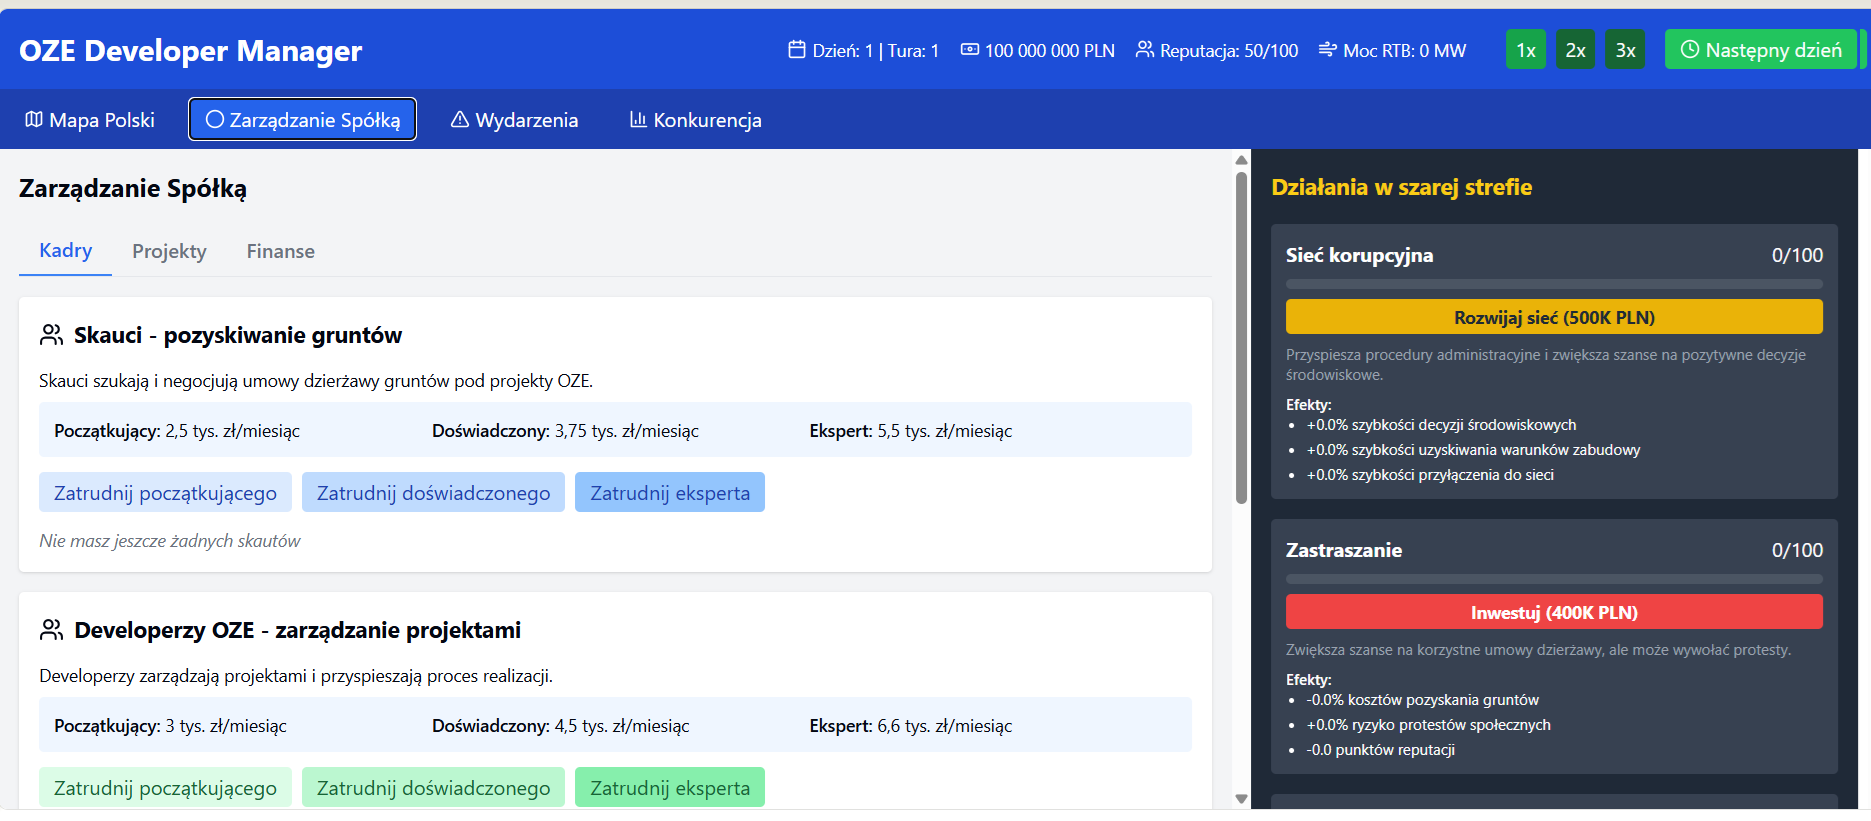 OZE Developer Manager
Dzień: 1 | Tura: 1
100 000 000 PLN
Reputacja: 50/100
Moc RTB: 0 MW
1x
2x
3x
Następny dzień
Mapa Polski
Zarządzanie Spółką
Wydarzenia
Konkurencja
Zarządzanie Spółką
Kadry
Projekty
Finanse
Skauci - pozyskiwanie gruntów
Skauci szukają i negocjują umowy dzierżawy gruntów pod projekty OZE.
Początkujący: 2,5 tys. zł/miesiąc
Doświadczony: 3,75 tys. zł/miesiąc
Ekspert: 5,5 tys. zł/miesiąc
Zatrudnij początkującego
Zatrudnij doświadczonego
Zatrudnij eksperta
Nie masz jeszcze żadnych skautów
Developerzy OZE - zarządzanie projektami
Developerzy zarządzają projektami i przyspieszają proces realizacji.
Początkujący: 3 tys. zł/miesiąc
Doświadczony: 4,5 tys. zł/miesiąc
Ekspert: 6,6 tys. zł/miesiąc
Zatrudnij początkującego
Zatrudnij doświadczonego
Zatrudnij eksperta
Działania w szarej strefie
Sieć korupcyjna
0/100
Rozwijaj sieć (500K PLN)
Przyspiesza procedury administracyjne i zwiększa szanse na pozytywne decyzje
środowiskowe.
Efekty:
• +0.0% szybkości decyzji środowiskowych
• +0.0% szybkości uzyskiwania warunków zabudowy
• +0.0% szybkości przyłączenia do sieci
Zastraszanie
0/100
Inwestuj (400K PLN)
Zwiększa szanse na korzystne umowy dzierżawy, ale może wywołać protesty.
Efekty:
• -0.0% kosztów pozyskania gruntów
• +0.0% ryzyko protestów społecznych
• -0.0 punktów reputacji